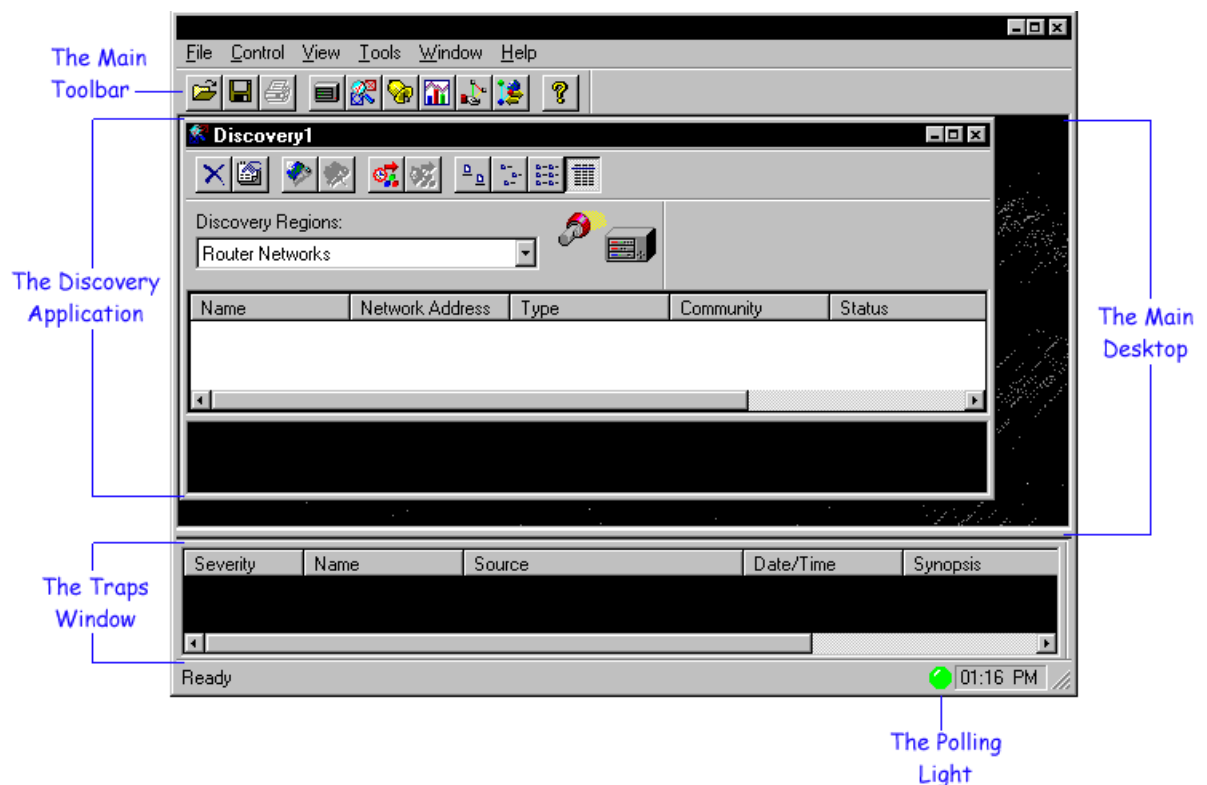 File Control View Tools Window Help
The Main
Toolbar
Discovery1
Discovery Regions:
Router Networks
The Discovery
Application
Name Network Address Type Community Status
The Main
Desktop
Severity Name Source Date/Time Synopsis
The Traps
Window
Ready 01:16 PM
The Polling
Light